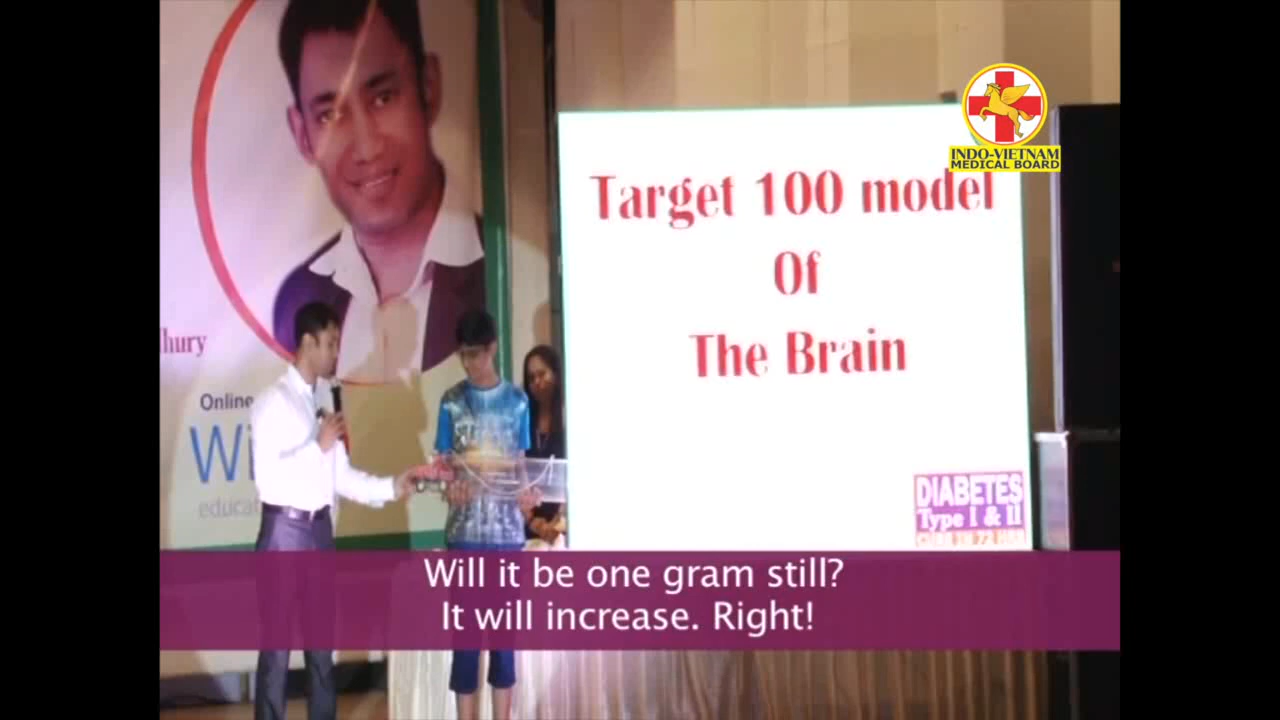 INDO-VIETNAM
MEDICAL BOARD
Target 100 model
Of
The Brain
hury
Online
Wi
educa
DIABETES
Type I & II
Will it be one gram still?
It will increase. Right!